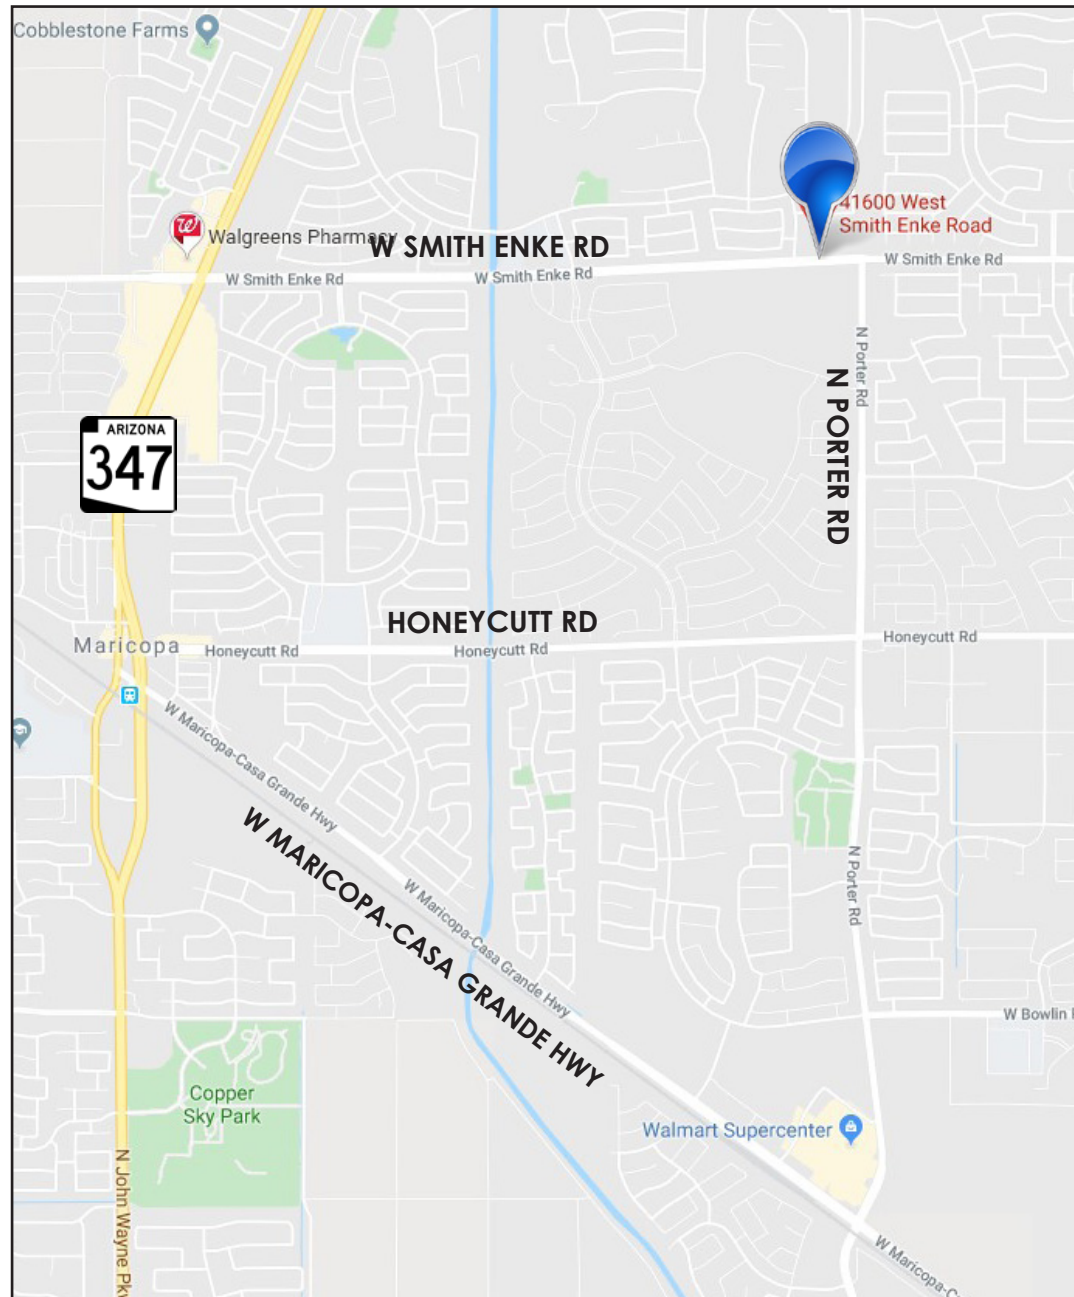 Cobblestone Farms
41600 West
Smith Enke Road
Walgreens Pharmacy
W SMITH ENKE RD
W Smith Enke Rd
W Smith Enke Rd
W Smith Enke Rd
N Porter Rd
N PORTER RD
ARIZONA
347
HONEYCUTT RD
Maricopa
Honeycutt Rd
Honeycutt Rd
Honeycutt Rd
W Maricopa-Casa Grande Hwy
W MARICOPA-CASA GRANDE HWY
W Maricopa-Casa Grande Hwy
N Porter Rd
W Bowlin
Copper
Sky Park
Walmart Supercenter
N John Wayne Pkw
W Maricopa-C